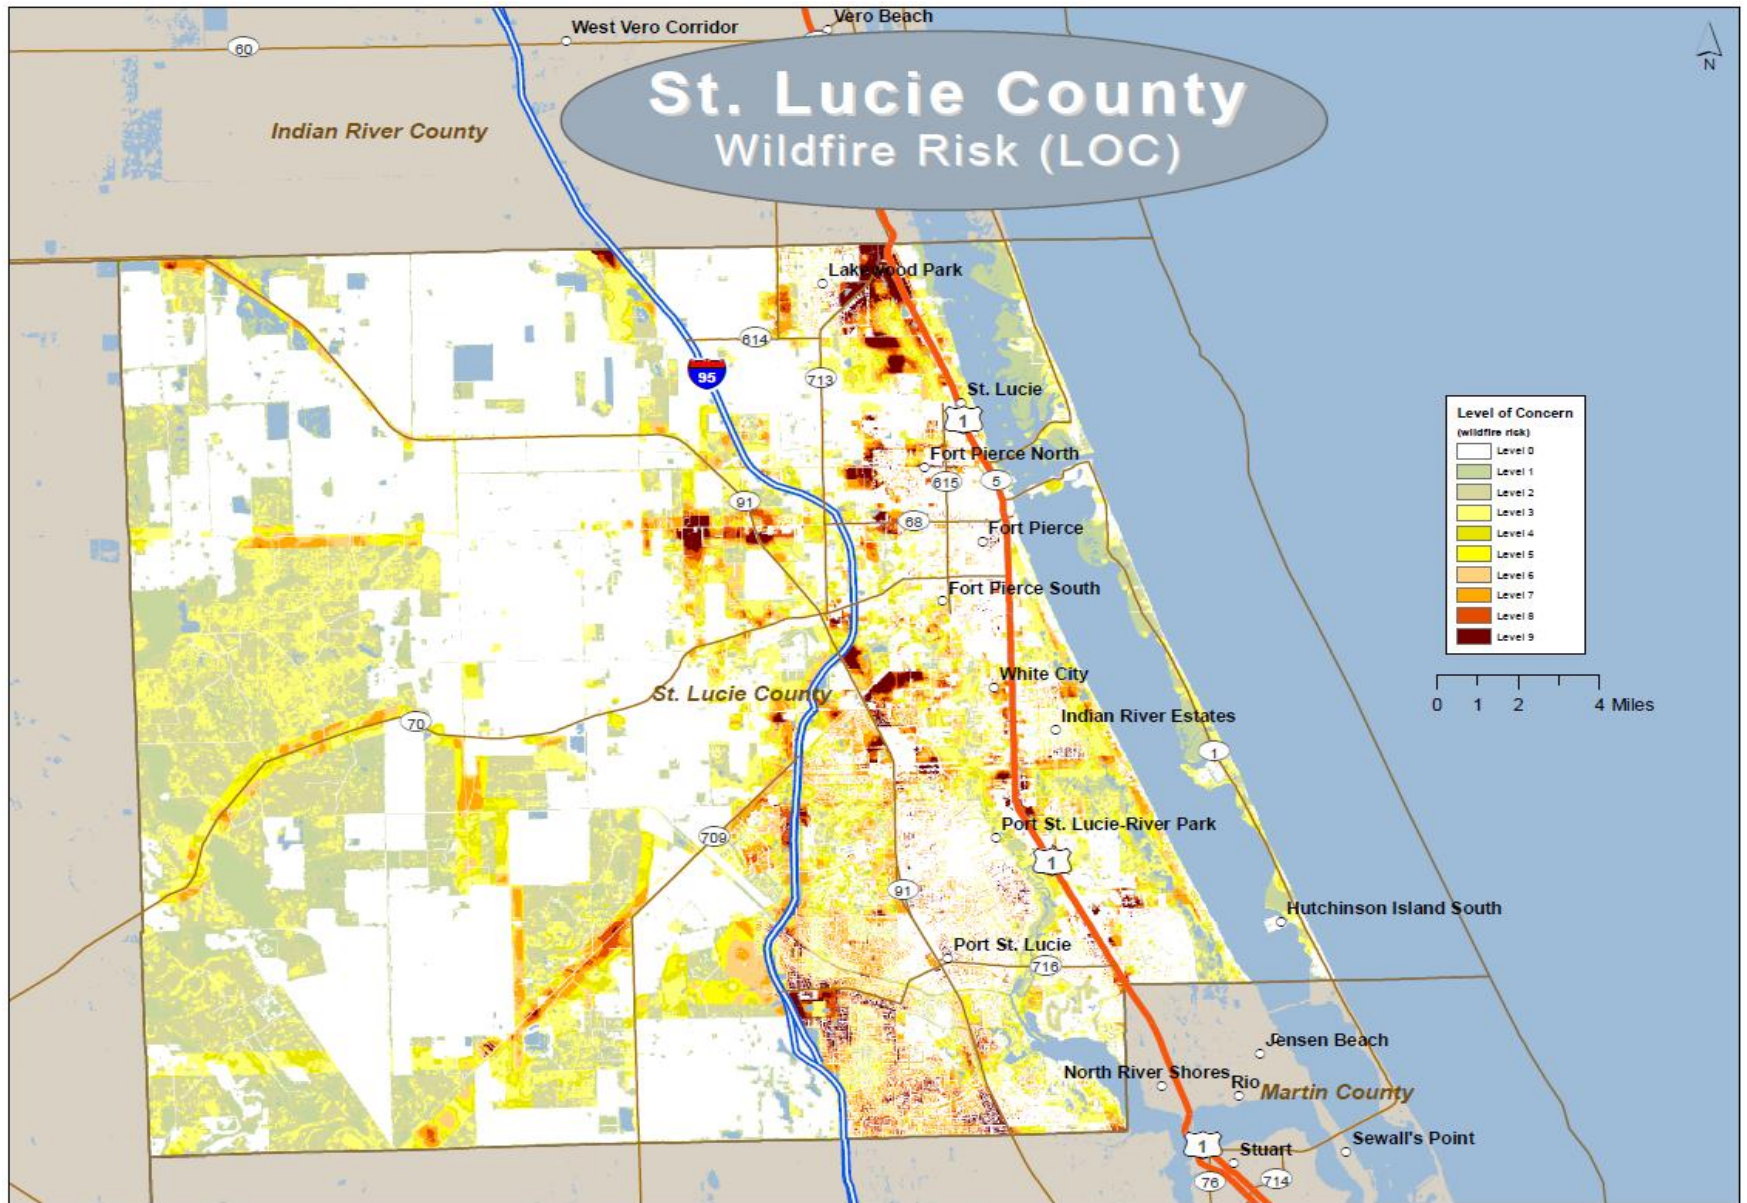 West Vero Corridor
Vero Beach
60
St. Lucie County
Wildfire Risk (LOC)
N
Indian River County
Lakewood Park
614
95
713
St. Lucie
1
Fort Pierce North
615
5
91
68
Fort Pierce
Fort Pierce South
Level of Concern
(wildfire risk)
Level 0
Level 1
Level 2
Level 3
Level 4
Level 5
Level 6
Level 7
Level 8
Level 9
0 1 2 4 Miles
St. Lucie County
White City
70
Indian River Estates
1
709
Port St. Lucie-River Park
1
91
Hutchinson Island South
Port St. Lucie
716
Jensen Beach
North River Shores
Rio
Martin County
1
Stuart
Sewall's Point
76
714